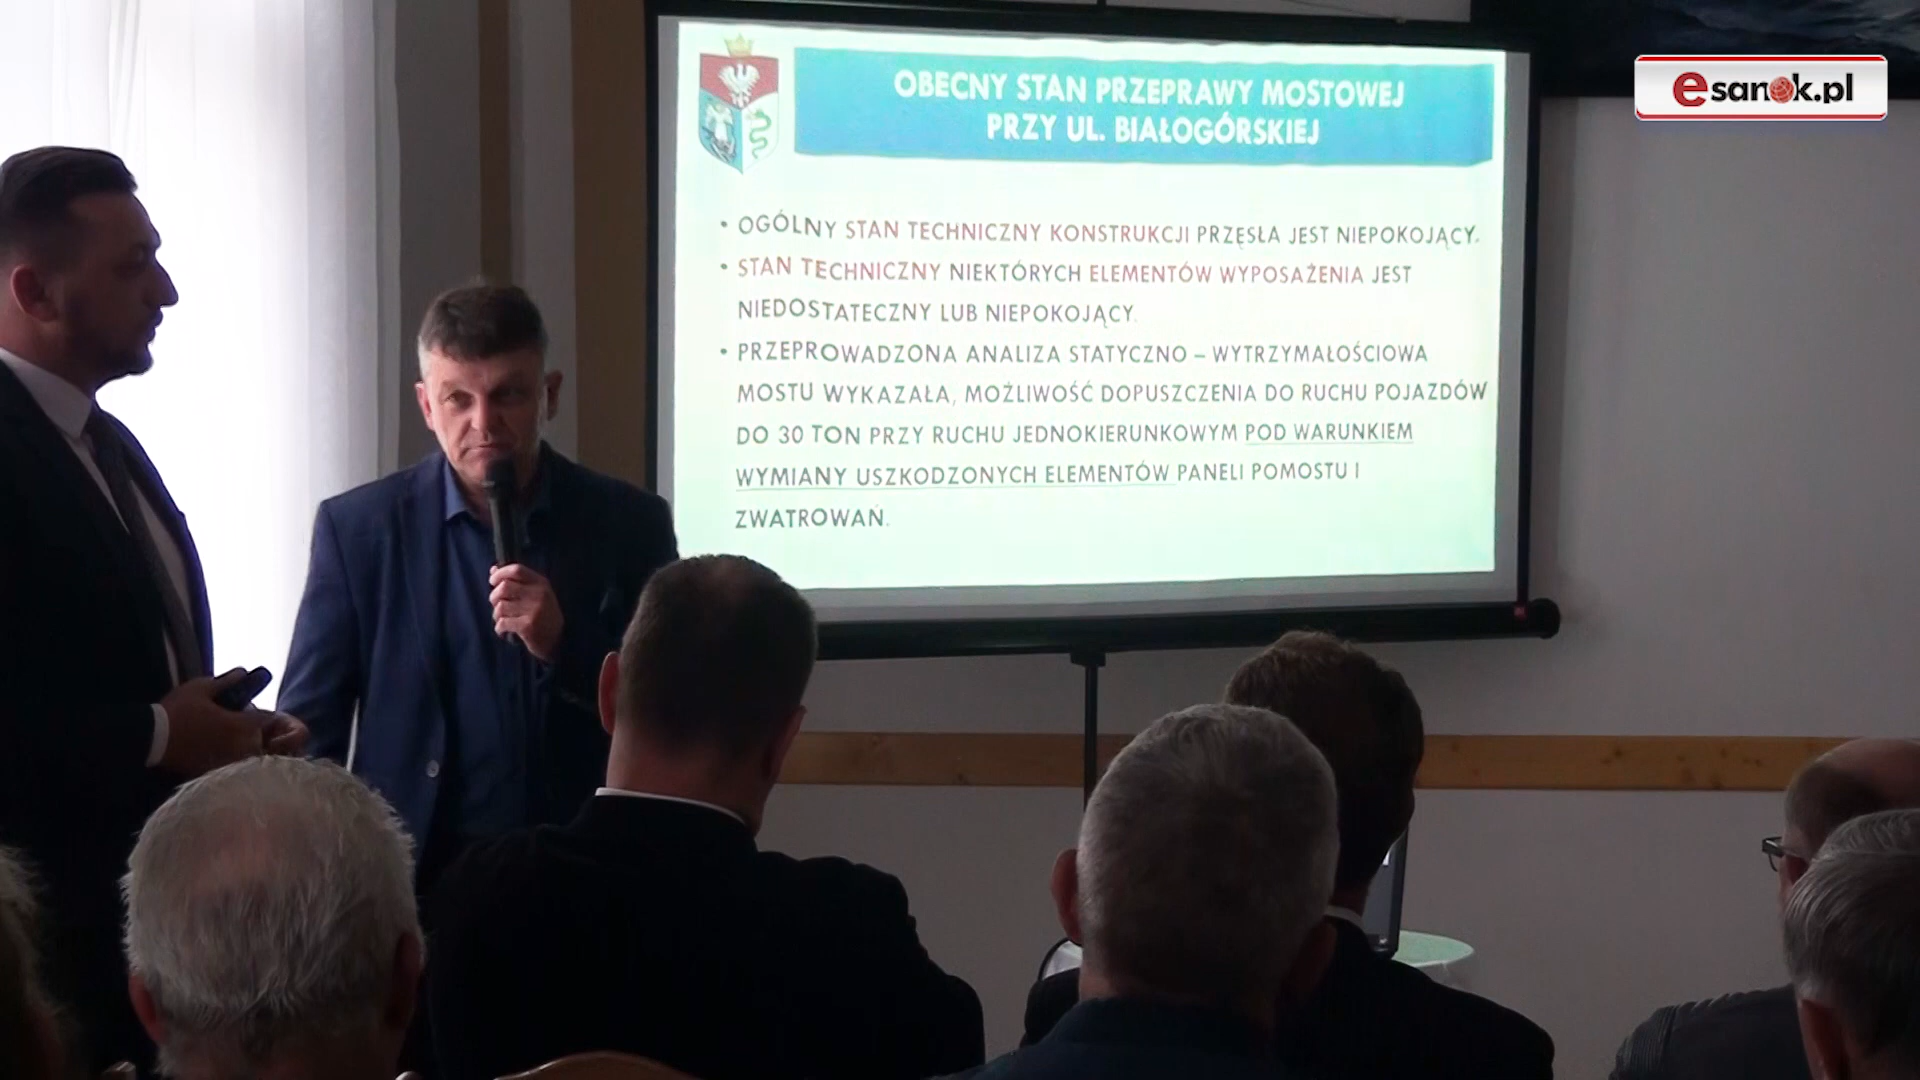 esanok.pl
OBECNY STAN PRZEPRAWY MOSTOWEJ
PRZY UL. BIAŁOGÓRSKIEJ
• OGÓLNY STAN TECHNICZNY KONSTRUKCJI PRZĘSŁA JEST NIEPOKOJĄCY.
• STAN TECHNICZNY NIEKTÓRYCH ELEMENTÓW WYPOSAŻENIA JEST
NIEDOSTATECZNY LUB NIEPOKOJĄCY.
• PRZEPROWADZONA ANALIZA STATYCZNO – WYTRZYMAŁOŚCIOWA
MOSTU WYKAZAŁA, MOŻLIWOŚĆ DOPUSZCZENIA DO RUCHU POJAZDÓW
DO 30 TON PRZY RUCHU JEDNOKIERUNKOWYM POD WARUNKIEM
WYMIANY USZKODZONYCH ELEMENTÓW PANELI POMOSTU I
ZWATROWAŃ.